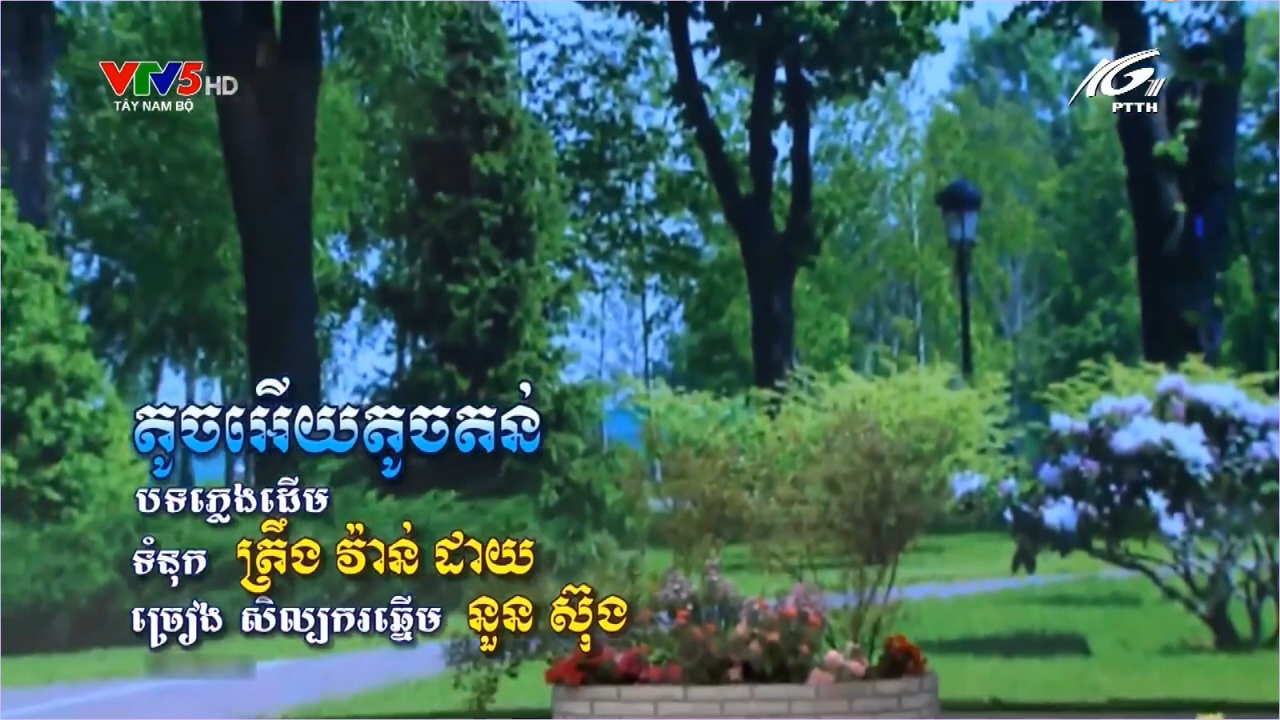 VTV5 HD
TÂY NAM BỘ
PTTH
តូចអើយតូចតន់
បទភ្លេងដើម
ទំនុក ត្រឹង វ៉ាន់ ដាយ
ច្រៀង សិល្បករឆ្នើម នួន ស៊ុង